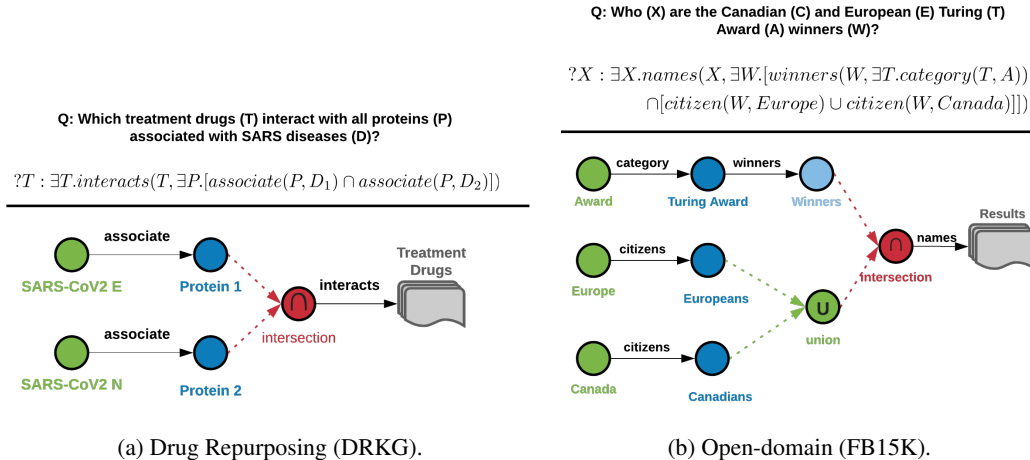 Q: Which treatment drugs (T) interact with all proteins (P)
associated with SARS diseases (D)?
?T : ∃T.interacts(T, ∃P.[associate(P, D₁) ∩ associate(P, D₂)])
associate
SARS-CoV2 E
Protein 1
associate
SARS-CoV2 N
Protein 2
∩
intersection
interacts
Treatment
Drugs
(a) Drug Repurposing (DRKG).
Q: Who (X) are the Canadian (C) and European (E) Turing (T)
Award (A) winners (W)?
?X : ∃X.names(X, ∃W.[winners(W, ∃T.category(T, A))
∩[citizen(W, Europe) ∪ citizen(W, Canada)]])
category
winners
Award
Turing Award
Winners
citizens
Europe
Europeans
citizens
Canada
Canadians
U
union
∩
intersection
names
Results
(b) Open-domain (FB15K).